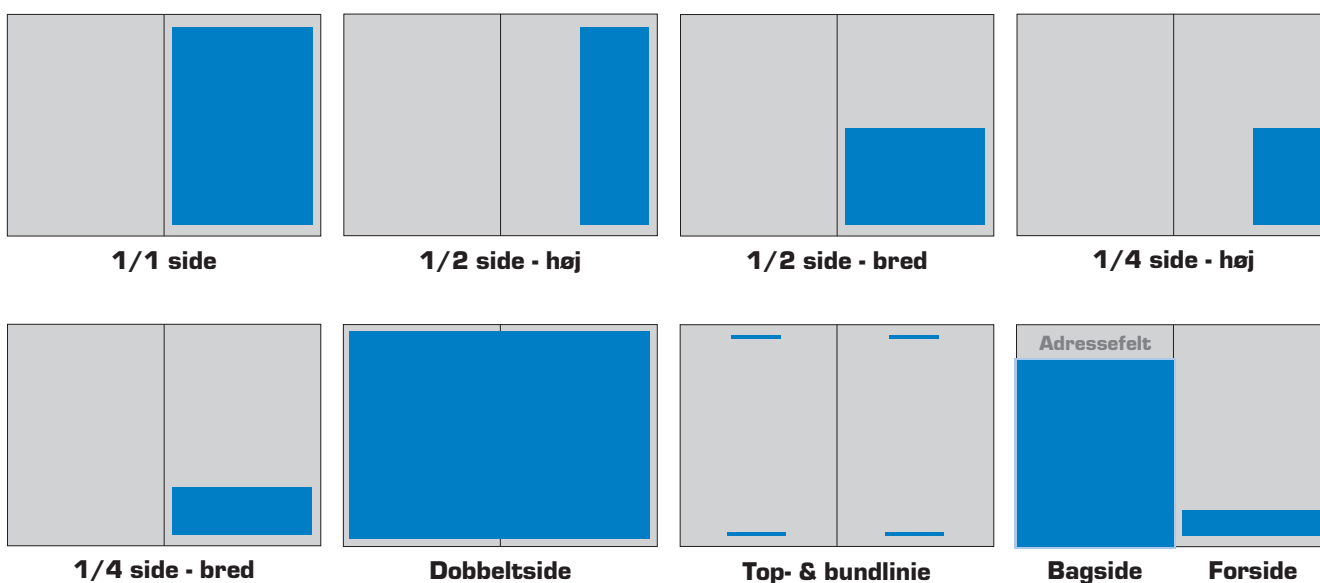 1/1 side
1/2 side - høj
1/2 side - bred
1/4 side - høj
Adressefelt
1/4 side - bred
Dobbeltside
Top- & bundlinie
Bagside
Forside